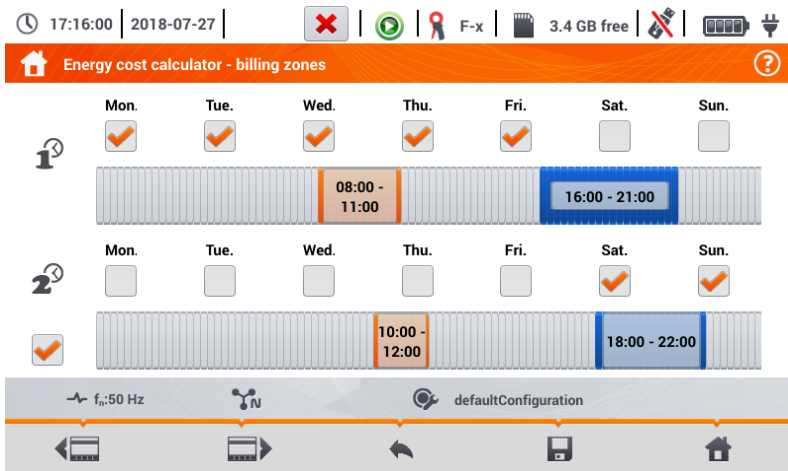 17:16:00 2018-07-27 F-x 3.4 GB free
Energy cost calculator - billing zones ?
Mon. Tue. Wed. Thu. Fri. Sat. Sun.
1
08:00 -
11:00
16:00 - 21:00
Mon. Tue. Wed. Thu. Fri. Sat. Sun.
2
10:00 -
12:00
18:00 - 22:00
fn:50 Hz N defaultConfiguration